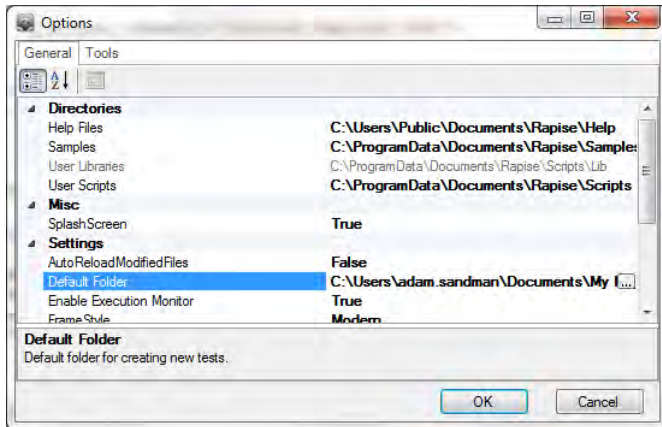 Options
General Tools
Directories
Help Files C:\Users\Public\Documents\Rapise\Help
Samples C:\ProgramData\Documents\Rapise\Samples
User Libraries C:\ProgramData\Documents\Rapise\Scripts\Lib
User Scripts C:\ProgramData\Documents\Rapise\Scripts
Misc
SplashScreen True
Settings
AutoReloadModifiedFiles False
Default Folder C:\Users\adam.sandman\Documents\My ...
Enable Execution Monitor True
FrameStyle Modern
Default Folder
Default folder for creating new tests.
OK Cancel